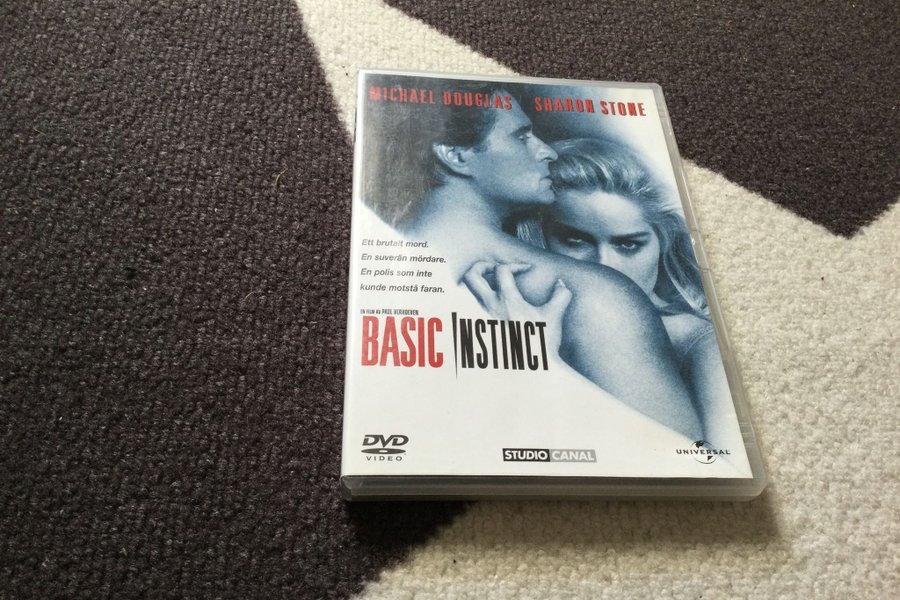 MICHAEL DOUGLAS SHARON STONE
Ett brutalt mord.
En suverän mördare.
En polis som inte
kunde motstå faran.
EN FILM AV PAUL VERHOEVEN
BASIC INSTINCT
DVD
VIDEO
STUDIO CANAL
UNIVERSAL